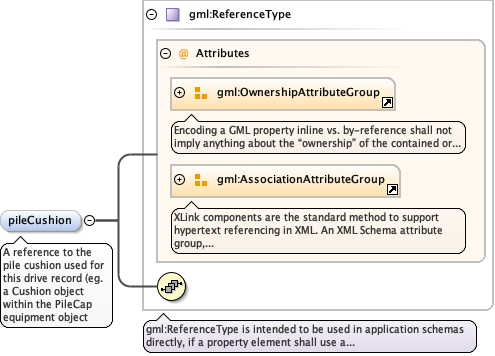 gml:ReferenceType
@ Attributes
gml:OwnershipAttributeGroup
Encoding a GML property inline vs. by-reference shall not
imply anything about the “ownership” of the contained or...
gml:AssociationAttributeGroup
XLink components are the standard method to support
hypertext referencing in XML. An XML Schema attribute
group,...
pileCushion
A reference to the
pile cushion used for
this drive record (eg.
a Cushion object
within the PileCap
equipment object
gml:ReferenceType is intended to be used in application schemas
directly, if a property element shall use a...